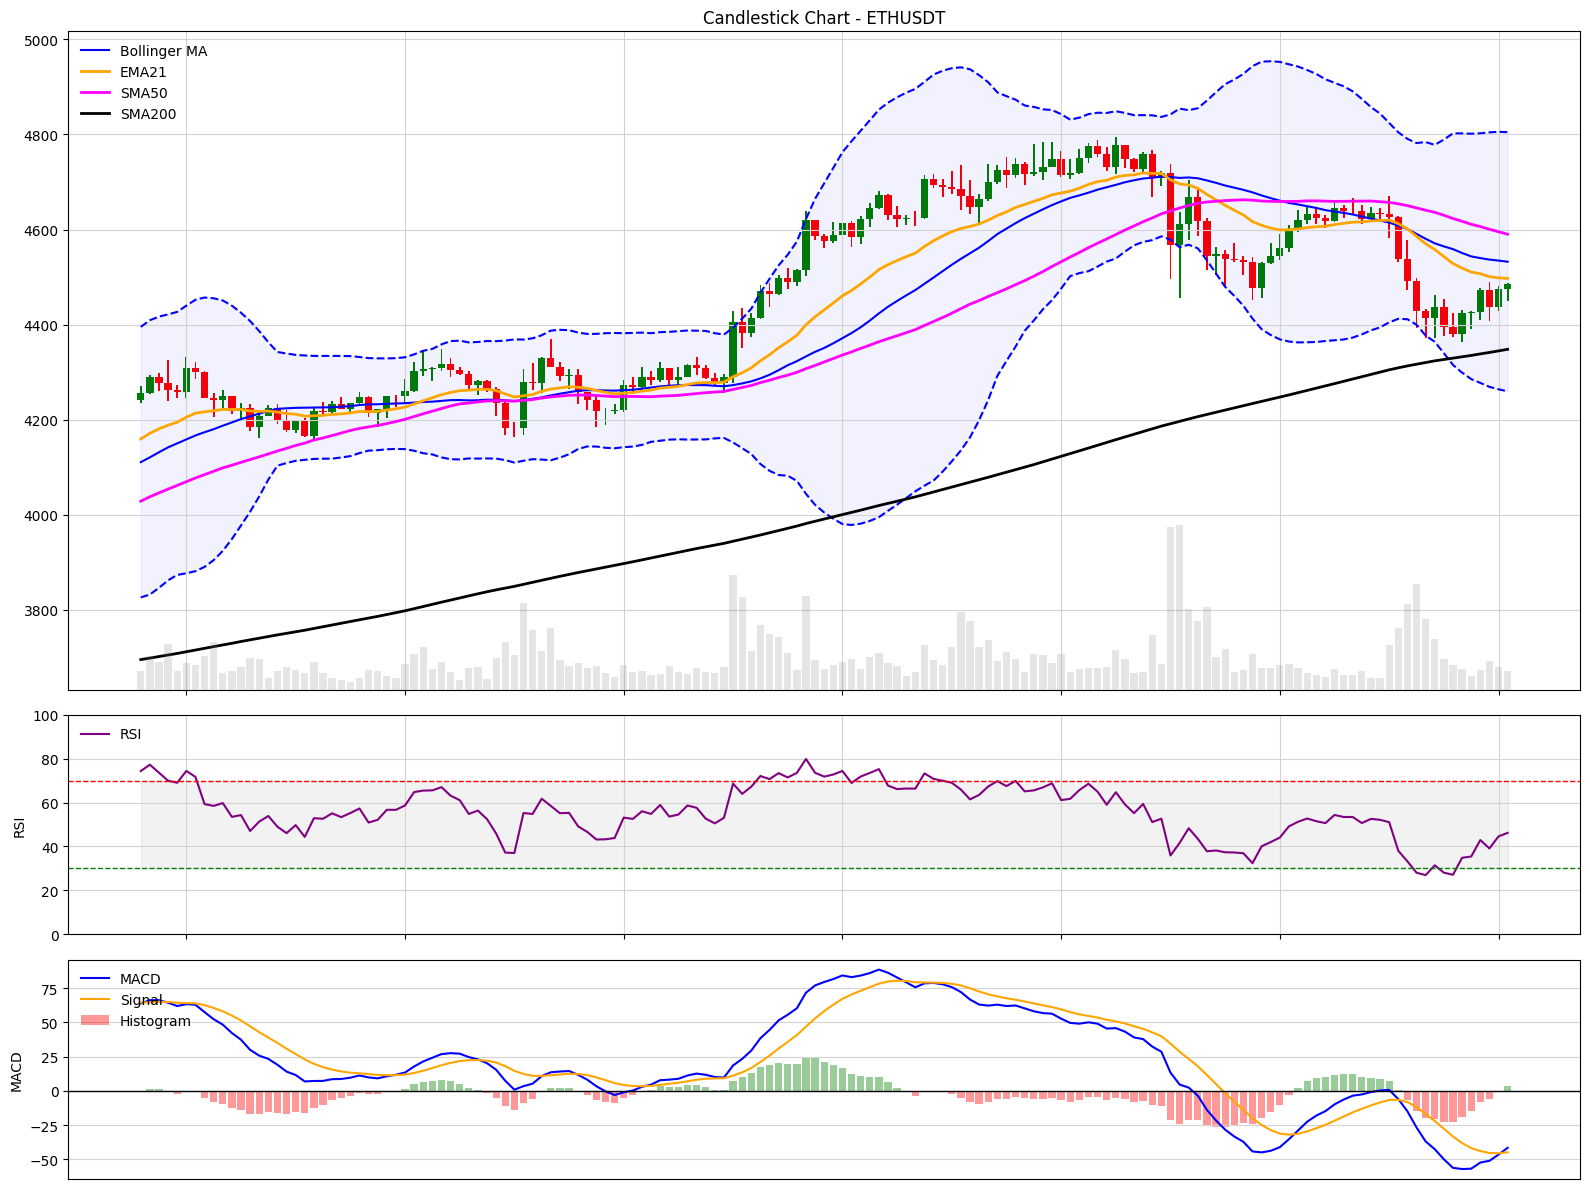 Candlestick Chart - ETHUSDT
5000
Bollinger MA
EMA21
SMA50
SMA200
4800
4600
4400
4200
4000
3800
100
RSI
80
60
RSI
40
20
0
MACD
75
Signal
50
Histogram
25
MACD
0
−25
−50